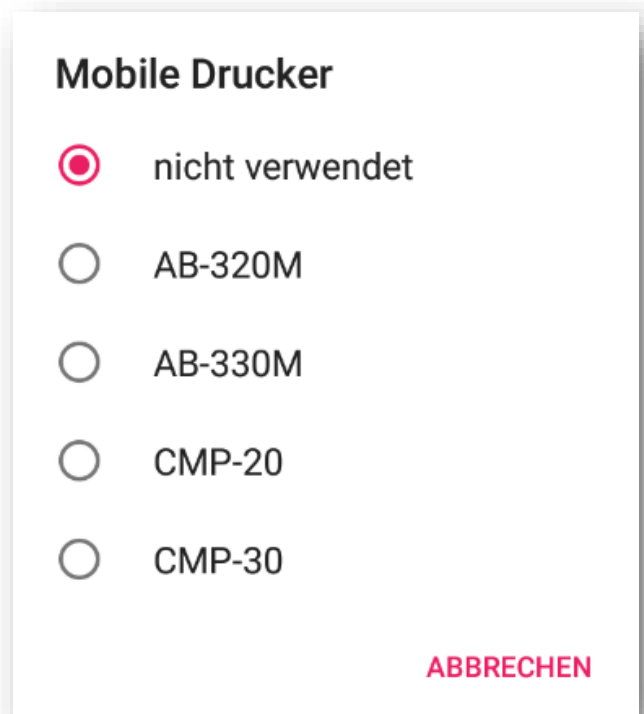 Mobile Drucker
nicht verwendet
AB-320M
AB-330M
CMP-20
CMP-30
ABBRECHEN